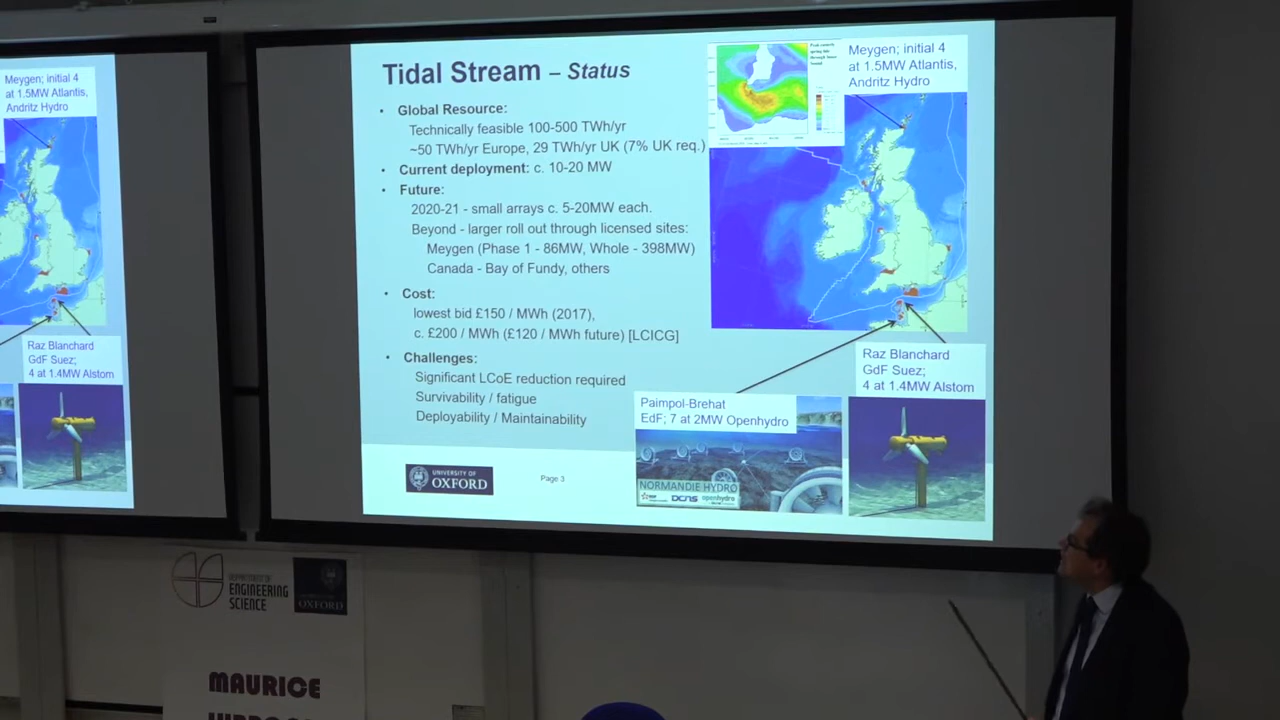 Meygen; initial 4
at 1.5MW Atlantis,
Andritz Hydro
Raz Blanchard
GdF Suez;
4 at 1.4MW Alstom
Tidal Stream – Status
• Global Resource:
Technically feasible 100-500 TWh/yr
~50 TWh/yr Europe, 29 TWh/yr UK (7% UK req.)
• Current deployment: c. 10-20 MW
• Future:
2020-21 - small arrays c. 5-20MW each.
Beyond - larger roll out through licensed sites:
Meygen (Phase 1 - 86MW, Whole - 398MW)
Canada - Bay of Fundy, others
• Cost:
lowest bid £150 / MWh (2017),
c. £200 / MWh (£120 / MWh future) [LCICG]
• Challenges:
Significant LCoE reduction required
Survivability / fatigue
Deployability / Maintainability
Meygen; initial 4
at 1.5MW Atlantis,
Andritz Hydro
Raz Blanchard
GdF Suez;
4 at 1.4MW Alstom
Paimpol-Brehat
EdF; 7 at 2MW Openhydro
NORMANDIE HYDRO
DCNS openhydro
UNIVERSITY OF
OXFORD
Page 3
DEPARTMENT OF
ENGINEERING
SCIENCE
OXFORD
MAURICE